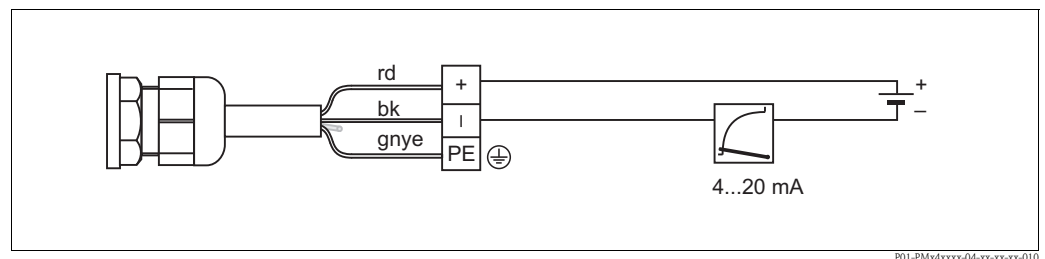 rd
+
bk
–
gnye
PE
+
–
4...20 mA
P01-PMx4xxxx-04-xx-xx-xx-010